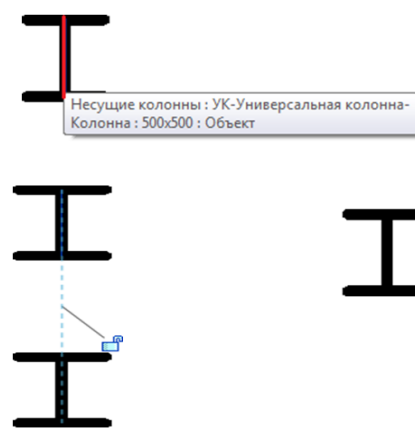 Несущие колонны : УК-Универсальная колонна-
Колонна : 500x500 : Объект